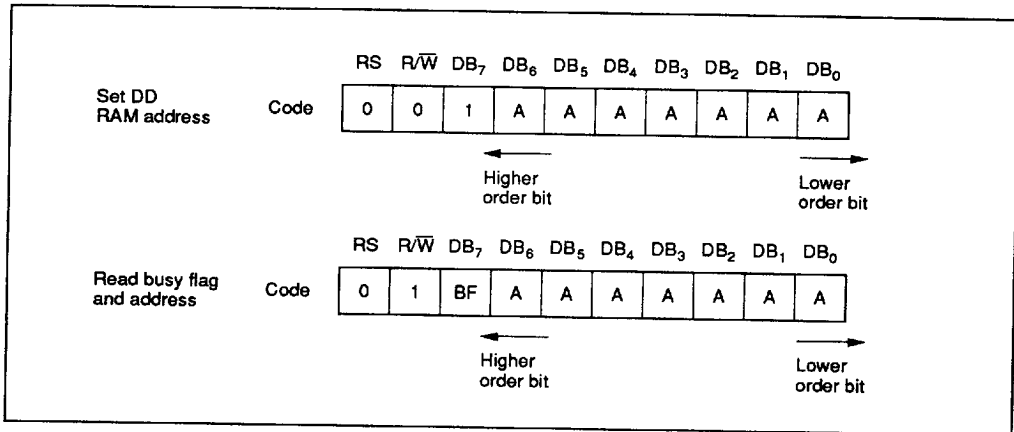 RS R/W̅ DB₇ DB₆ DB₅ DB₄ DB₃ DB₂ DB₁ DB₀
Set DD
RAM address
Code
0 0 1 A A A A A A A
Higher
order bit
Lower
order bit
RS R/W̅ DB₇ DB₆ DB₅ DB₄ DB₃ DB₂ DB₁ DB₀
Read busy flag
and address
Code
0 1 BF A A A A A A A
Higher
order bit
Lower
order bit